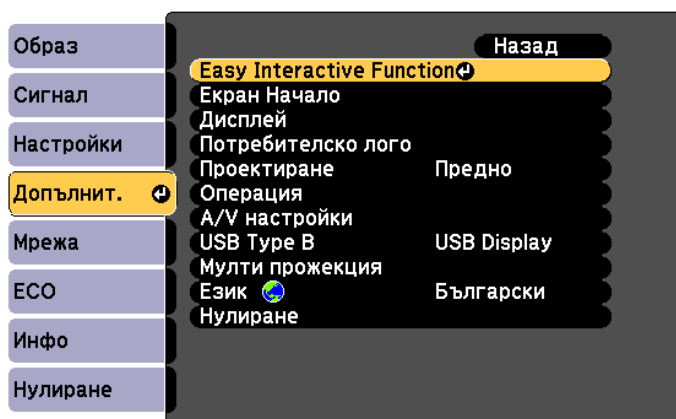 Образ
Сигнал
Настройки
Допълнит.
Мрежа
ECO
Инфо
Нулиране
Назад
Easy Interactive Function
Екран Начало
Дисплей
Потребителско лого
Проектиране Предно
Операция
A/V настройки
USB Type B USB Display
Мулти прожекция
Език Български
Нулиране